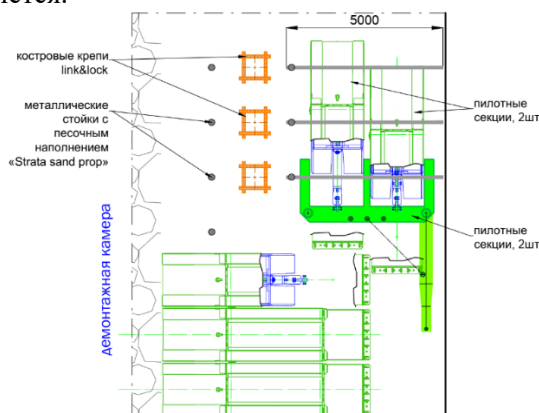 5000
костровые крепи
link&lock
металлические
стойки с
песочным
наполнением
«Strata sand prop»
пилотные
секции, 2шт
пилотные
секции, 2шт
демонтажная камера